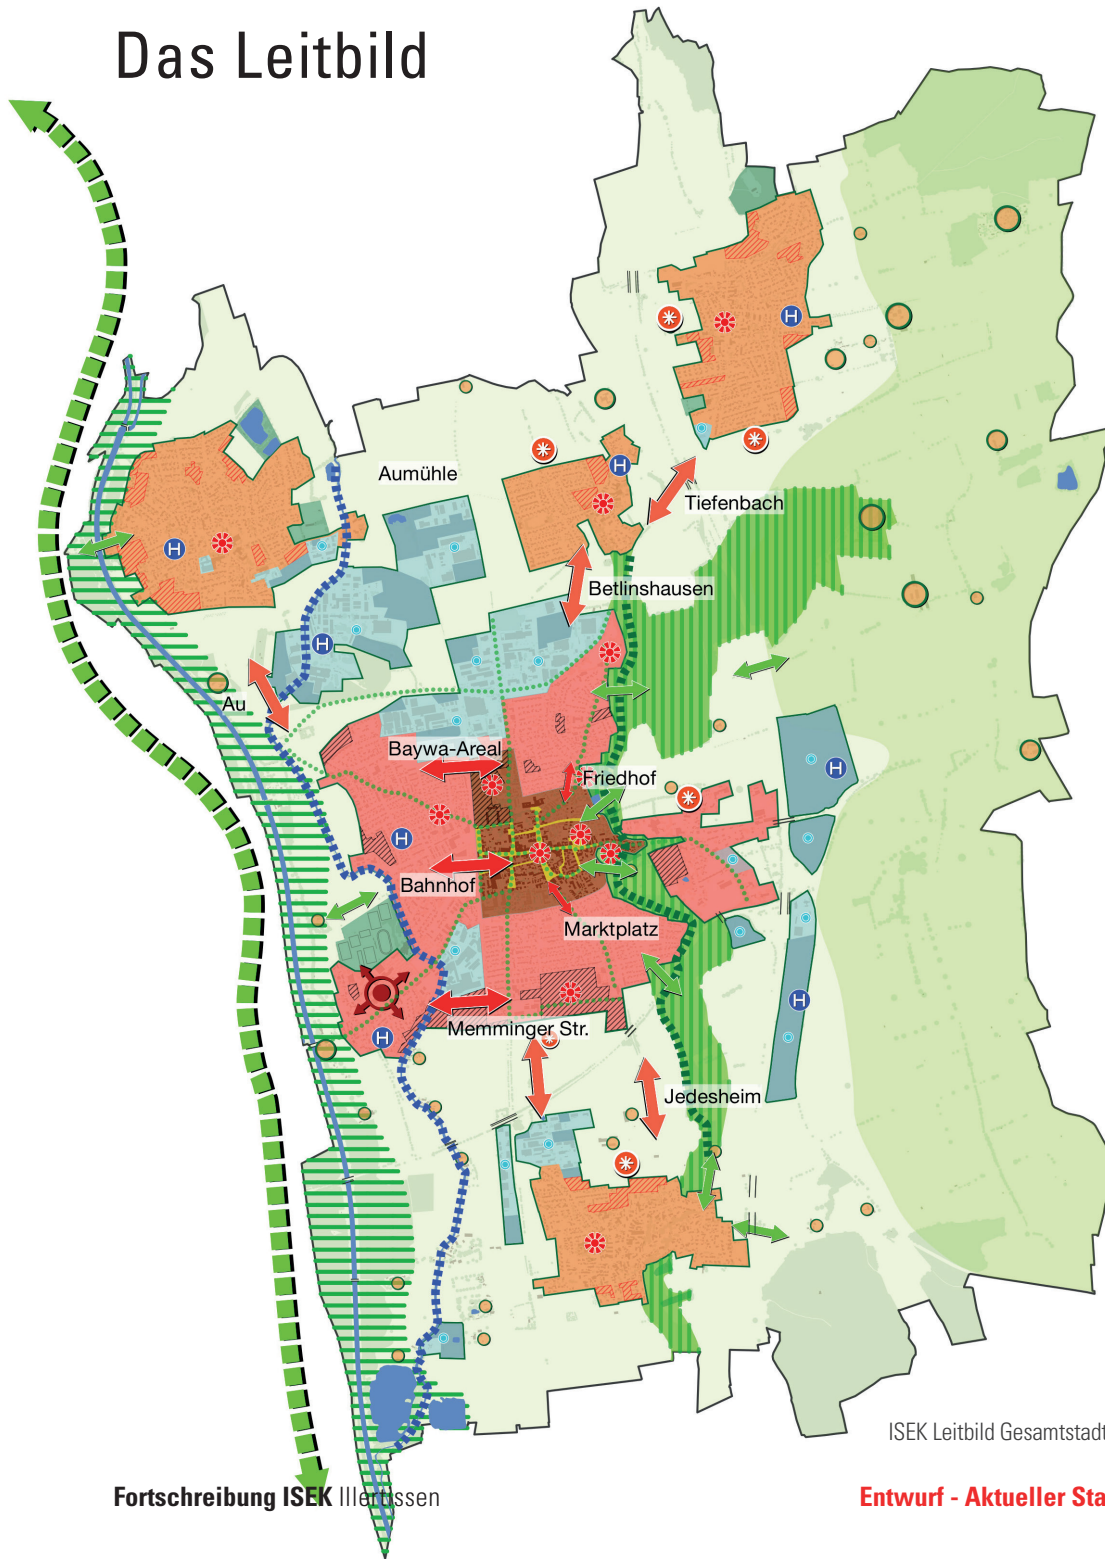 Das Leitbild
H
H
Aumühle
H
Tiefenbach
H
Betlinshausen
H
Au
Baywa-Areal
H
Friedhof
H
Bahnhof
Marktplatz
H
Memminger Str.
H
Jedesheim
ISEK Leitbild Gesamtstadt
Fortschreibung ISEK Illertissen
Entwurf - Aktueller Sta